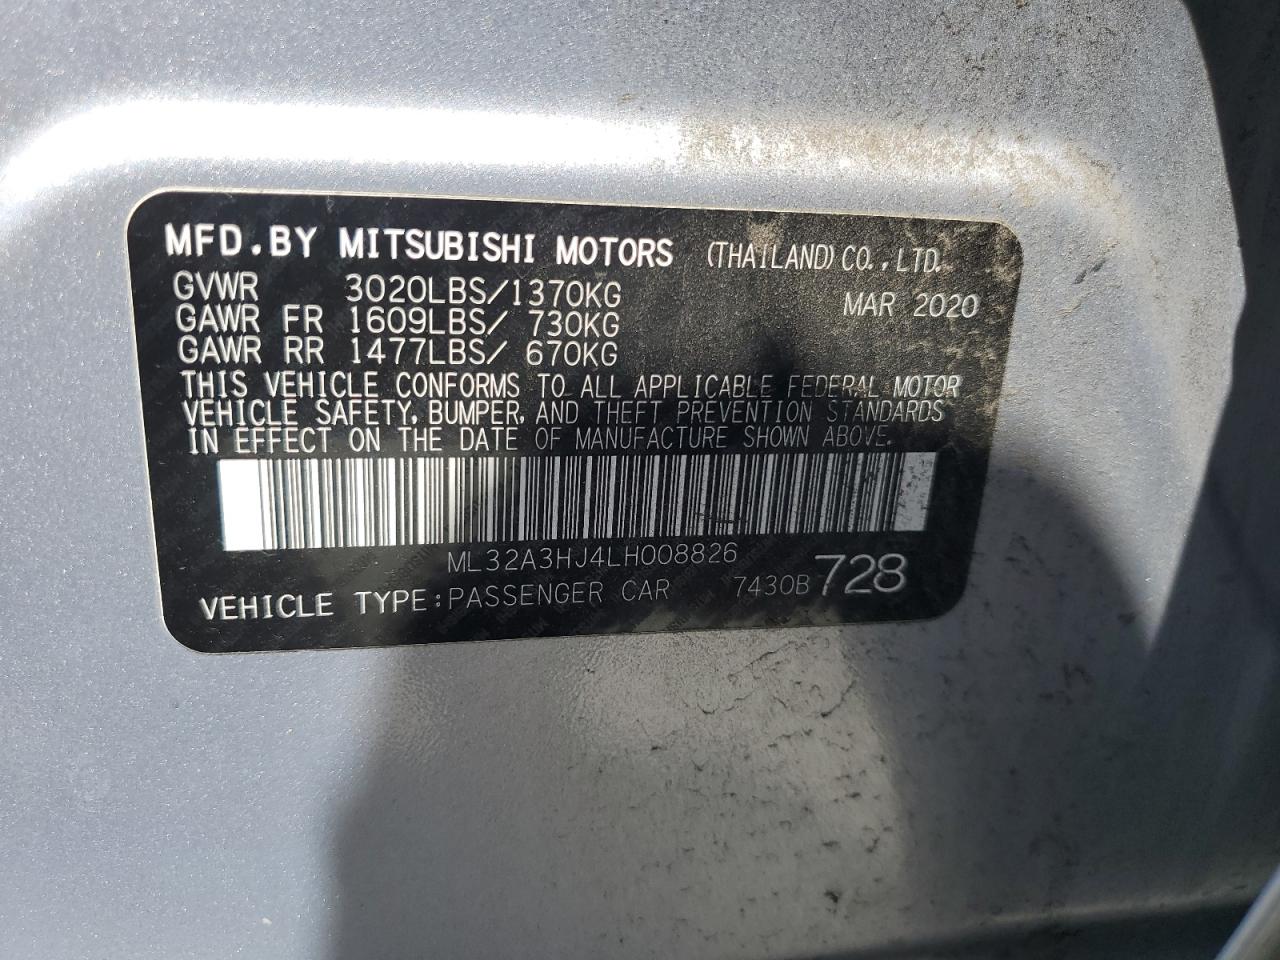 MFD.BY MITSUBISHI MOTORS (THAILAND) CO.,LTD.
GVWR 3020LBS/1370KG MAR 2020
GAWR FR 1609LBS/ 730KG
GAWR RR 1477LBS/ 670KG
THIS VEHICLE CONFORMS TO ALL APPLICABLE FEDERAL MOTOR
VEHICLE SAFETY, BUMPER, AND THEFT PREVENTION STANDARDS
IN EFFECT ON THE DATE OF MANUFACTURE SHOWN ABOVE.
ML32A3HJ4LH008826
VEHICLE TYPE:PASSENGER CAR 7430B 728